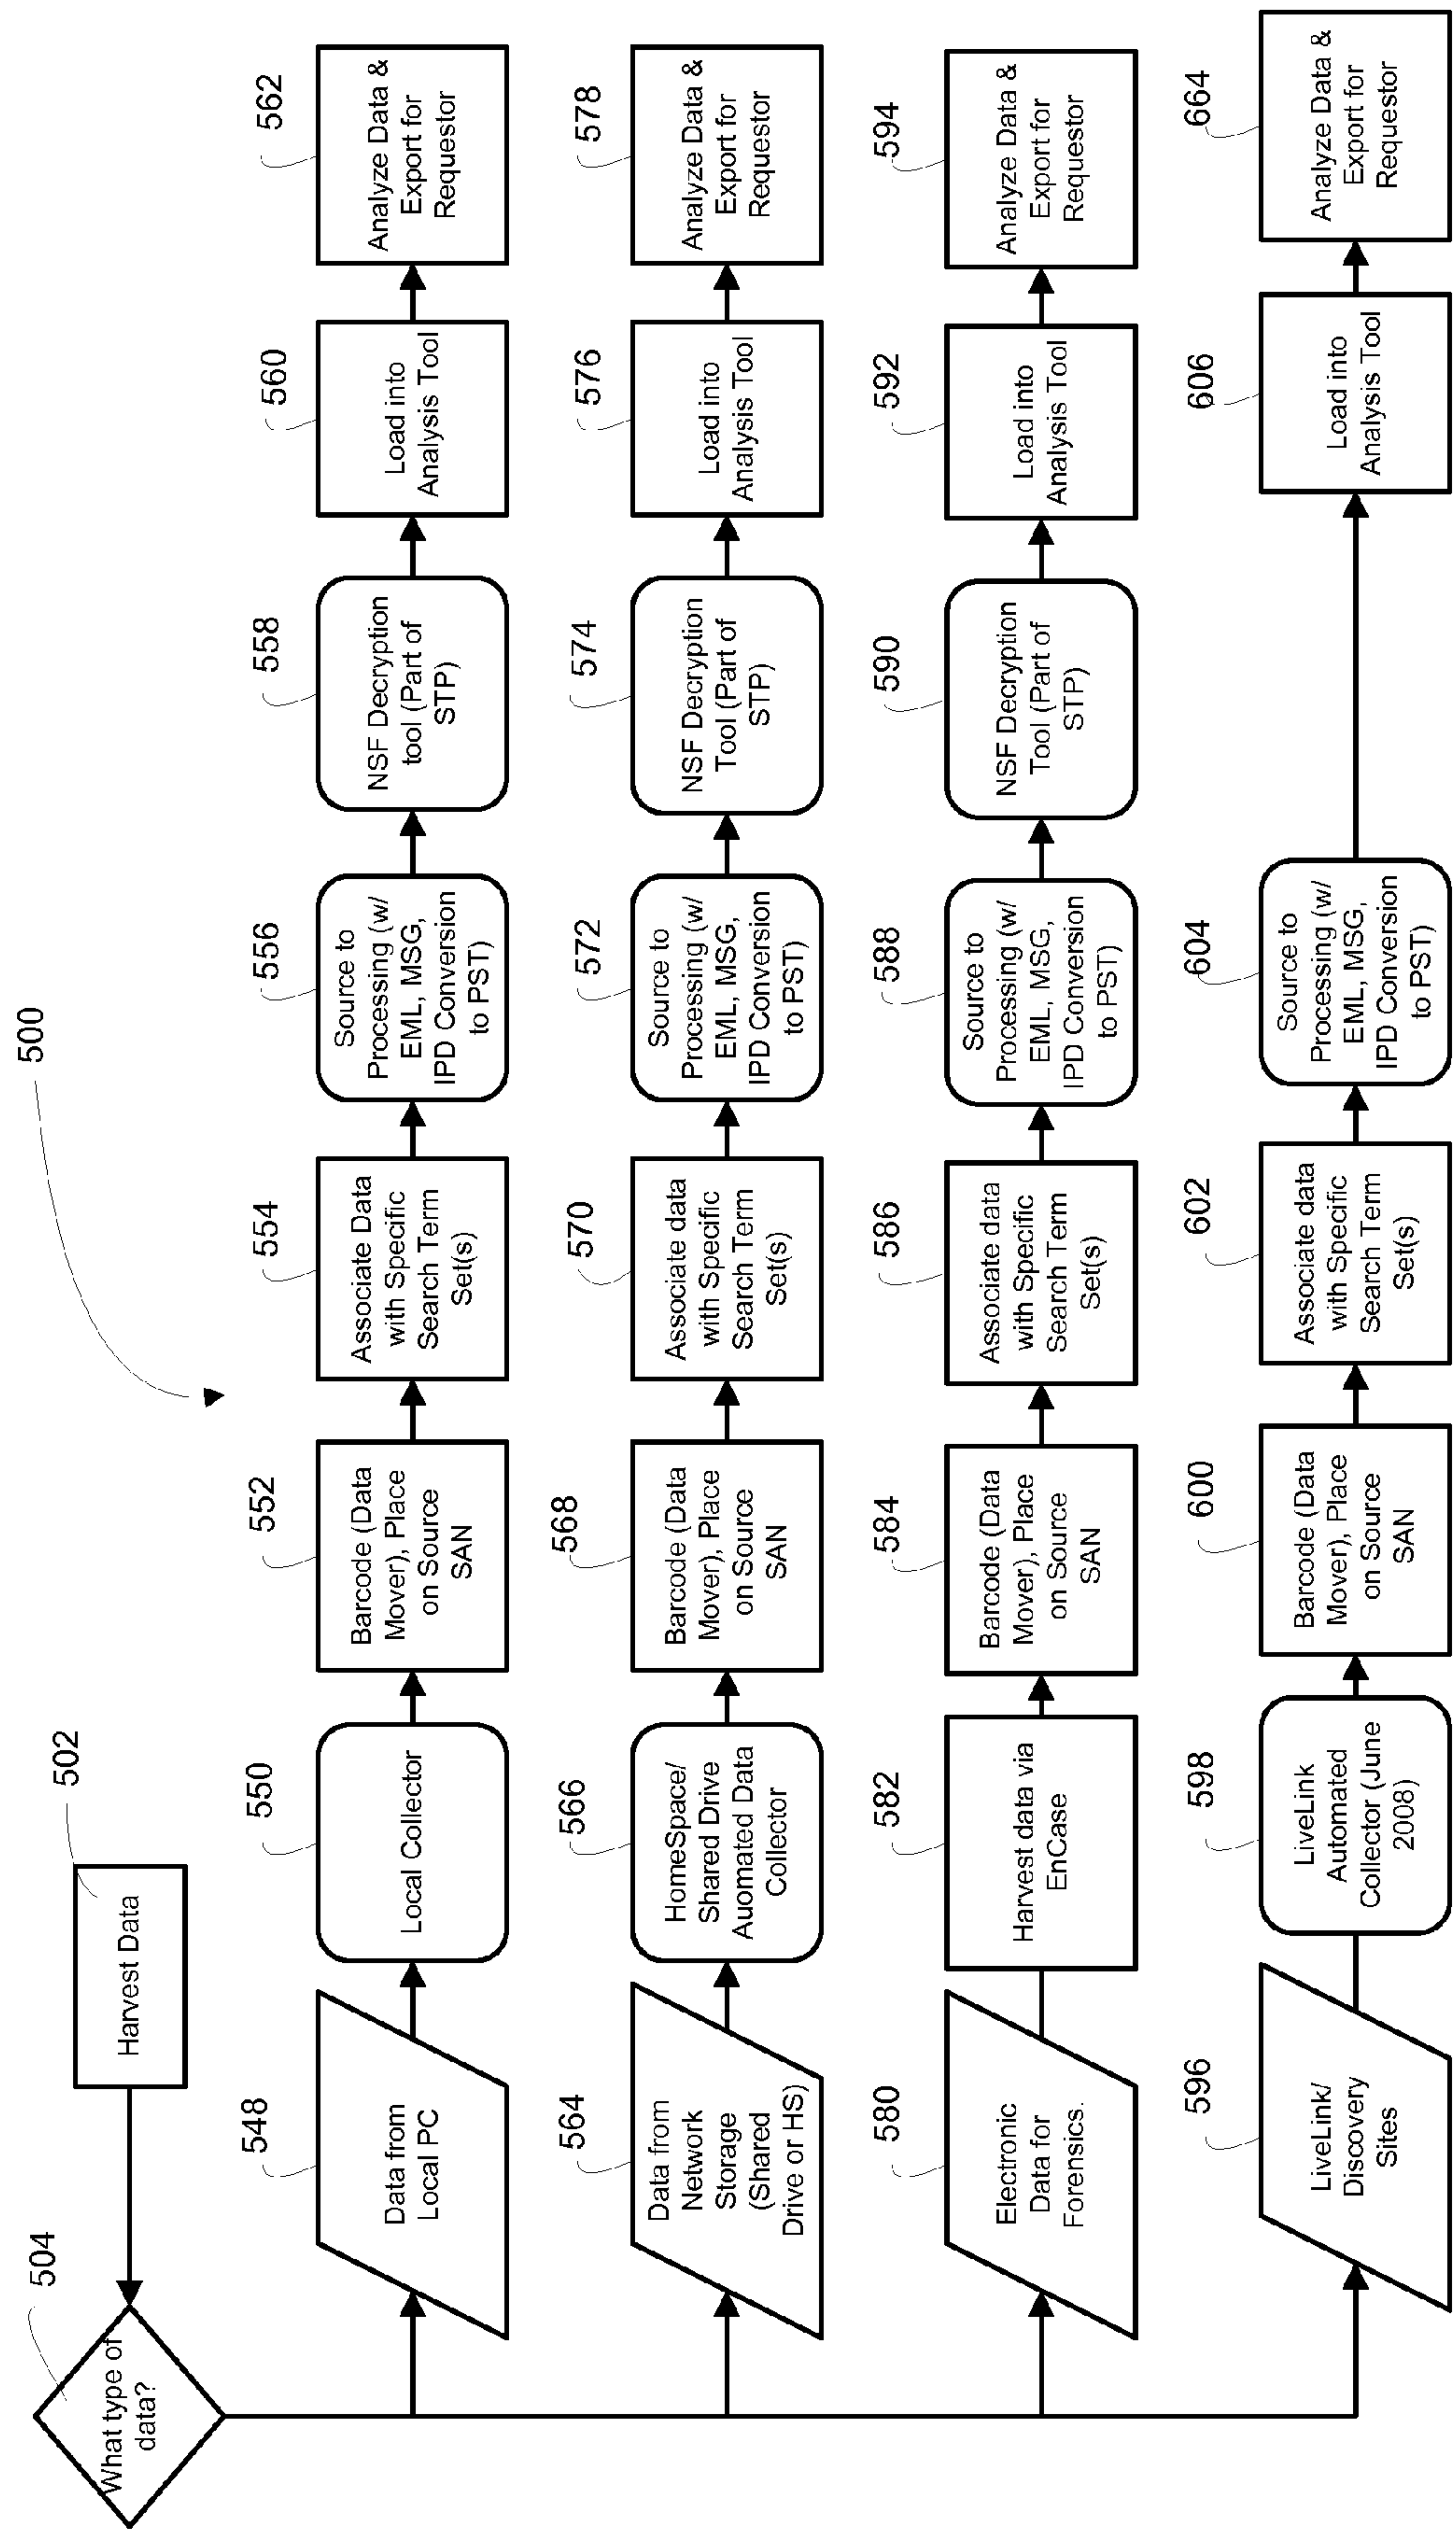 500
502
Harvest Data
504
What type of
data?
548
Data from
Local PC
550
Local Collector
552
Barcode (Data
Mover), Place
on Source
SAN
554
Associate Data
with Specific
Search Term
Set(s)
556
Source to
Processing (w/
EML, MSG,
IPD Conversion
to PST)
558
NSF Decryption
tool (Part of
STP)
560
Load into
Analysis Tool
562
Analyze Data &
Export for
Requestor
564
Data from
Network
Storage
(Shared
Drive or HS)
566
HomeSpace/
Shared Drive
Auomated Data
Collector
568
Barcode (Data
Mover), Place
on Source
SAN
570
Associate data
with Specific
Search Term
Set(s)
572
Source to
Processing (w/
EML, MSG,
IPD Conversion
to PST)
574
NSF Decryption
Tool (Part of
STP)
576
Load into
Analysis Tool
578
Analyze Data &
Export for
Requestor
580
Electronic
Data for
Forensics.
582
Harvest data via
EnCase
584
Barcode (Data
Mover), Place
on Source
SAN
586
Associate data
with Specific
Search Term
Set(s)
588
Source to
Processing (w/
EML, MSG,
IPD Conversion
to PST)
590
NSF Decryption
Tool (Part of
STP)
592
Load into
Analysis Tool
594
Analyze Data &
Export for
Requestor
596
LiveLink/
Discovery
Sites
598
LiveLink
Automated
Collector (June
2008)
600
Barcode (Data
Mover), Place
on Source
SAN
602
Associate data
with Specific
Search Term
Set(s)
604
Source to
Processing (w/
EML, MSG,
IPD Conversion
to PST)
606
Load into
Analysis Tool
664
Analyze Data &
Export for
Requestor